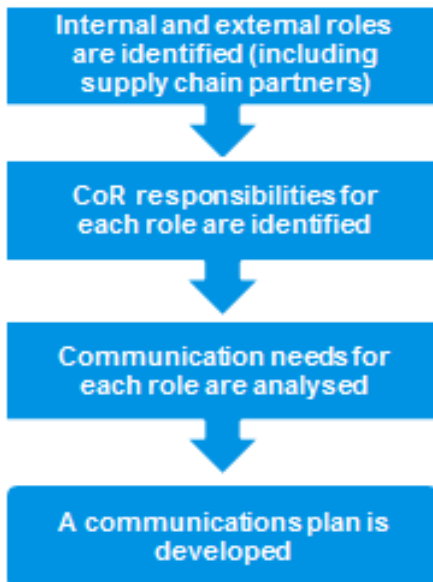 Internal and external roles
are identified (including
supply chain partners)
CoR responsibilities for
each role are identified
Communication needs for
each role are analysed
A communications plan is
developed